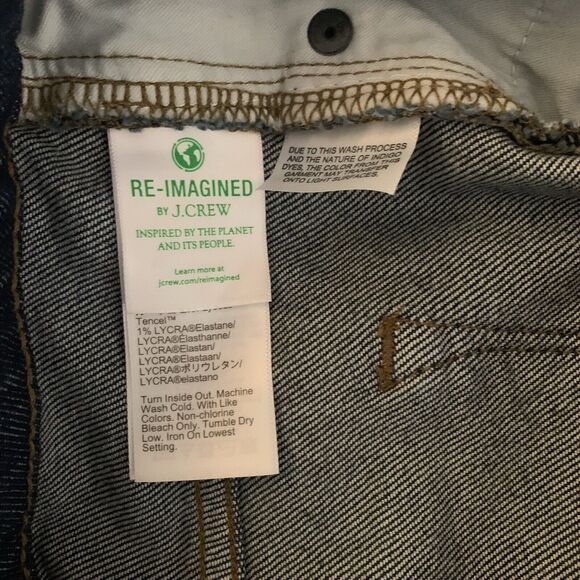 RE-IMAGINED
BY J.CREW
INSPIRED BY THE PLANET
AND ITS PEOPLE.
Learn more at
jcrew.com/reimagined
DUE TO THIS WASH PROCESS
AND THE NATURE OF INDIGO
DYES, THE COLOR FROM THIS
GARMENT MAY TRANSFER
ONTO LIGHT SURFACES.
Tencel™
1% LYCRA®Elastane/
LYCRA®Élasthanne/
LYCRA®Elastan/
LYCRA®Elastaan/
LYCRA®ポリウレタン/
LYCRA®elastano
Turn Inside Out. Machine
Wash Cold. With Like
Colors. Non-chlorine
Bleach Only. Tumble Dry
Low. Iron On Lowest
Setting.